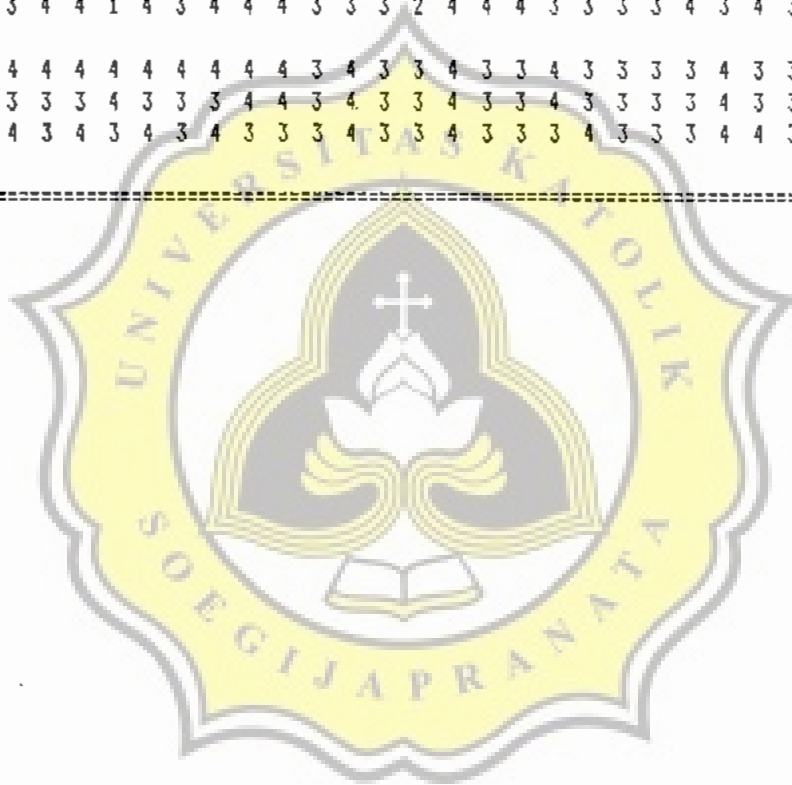 3 4 4 1 4 3 4 4 4 3 3 3 2 4 4 4 3 3 3 3 4 3 4 3
4 4 4 4 4 4 4 4 4 3 4 3 3 4 3 3 4 3 3 3 3 4 3 3
3 3 3 4 3 3 3 4 4 3 4 3 3 4 3 3 4 3 3 3 3 4 3 3
4 3 4 3 4 3 4 3 3 3 4 3 3 4 3 3 3 4 3 3 3 4 4 3
UNIVERSITAS KATOLIK
SOEGIJAPRANATA